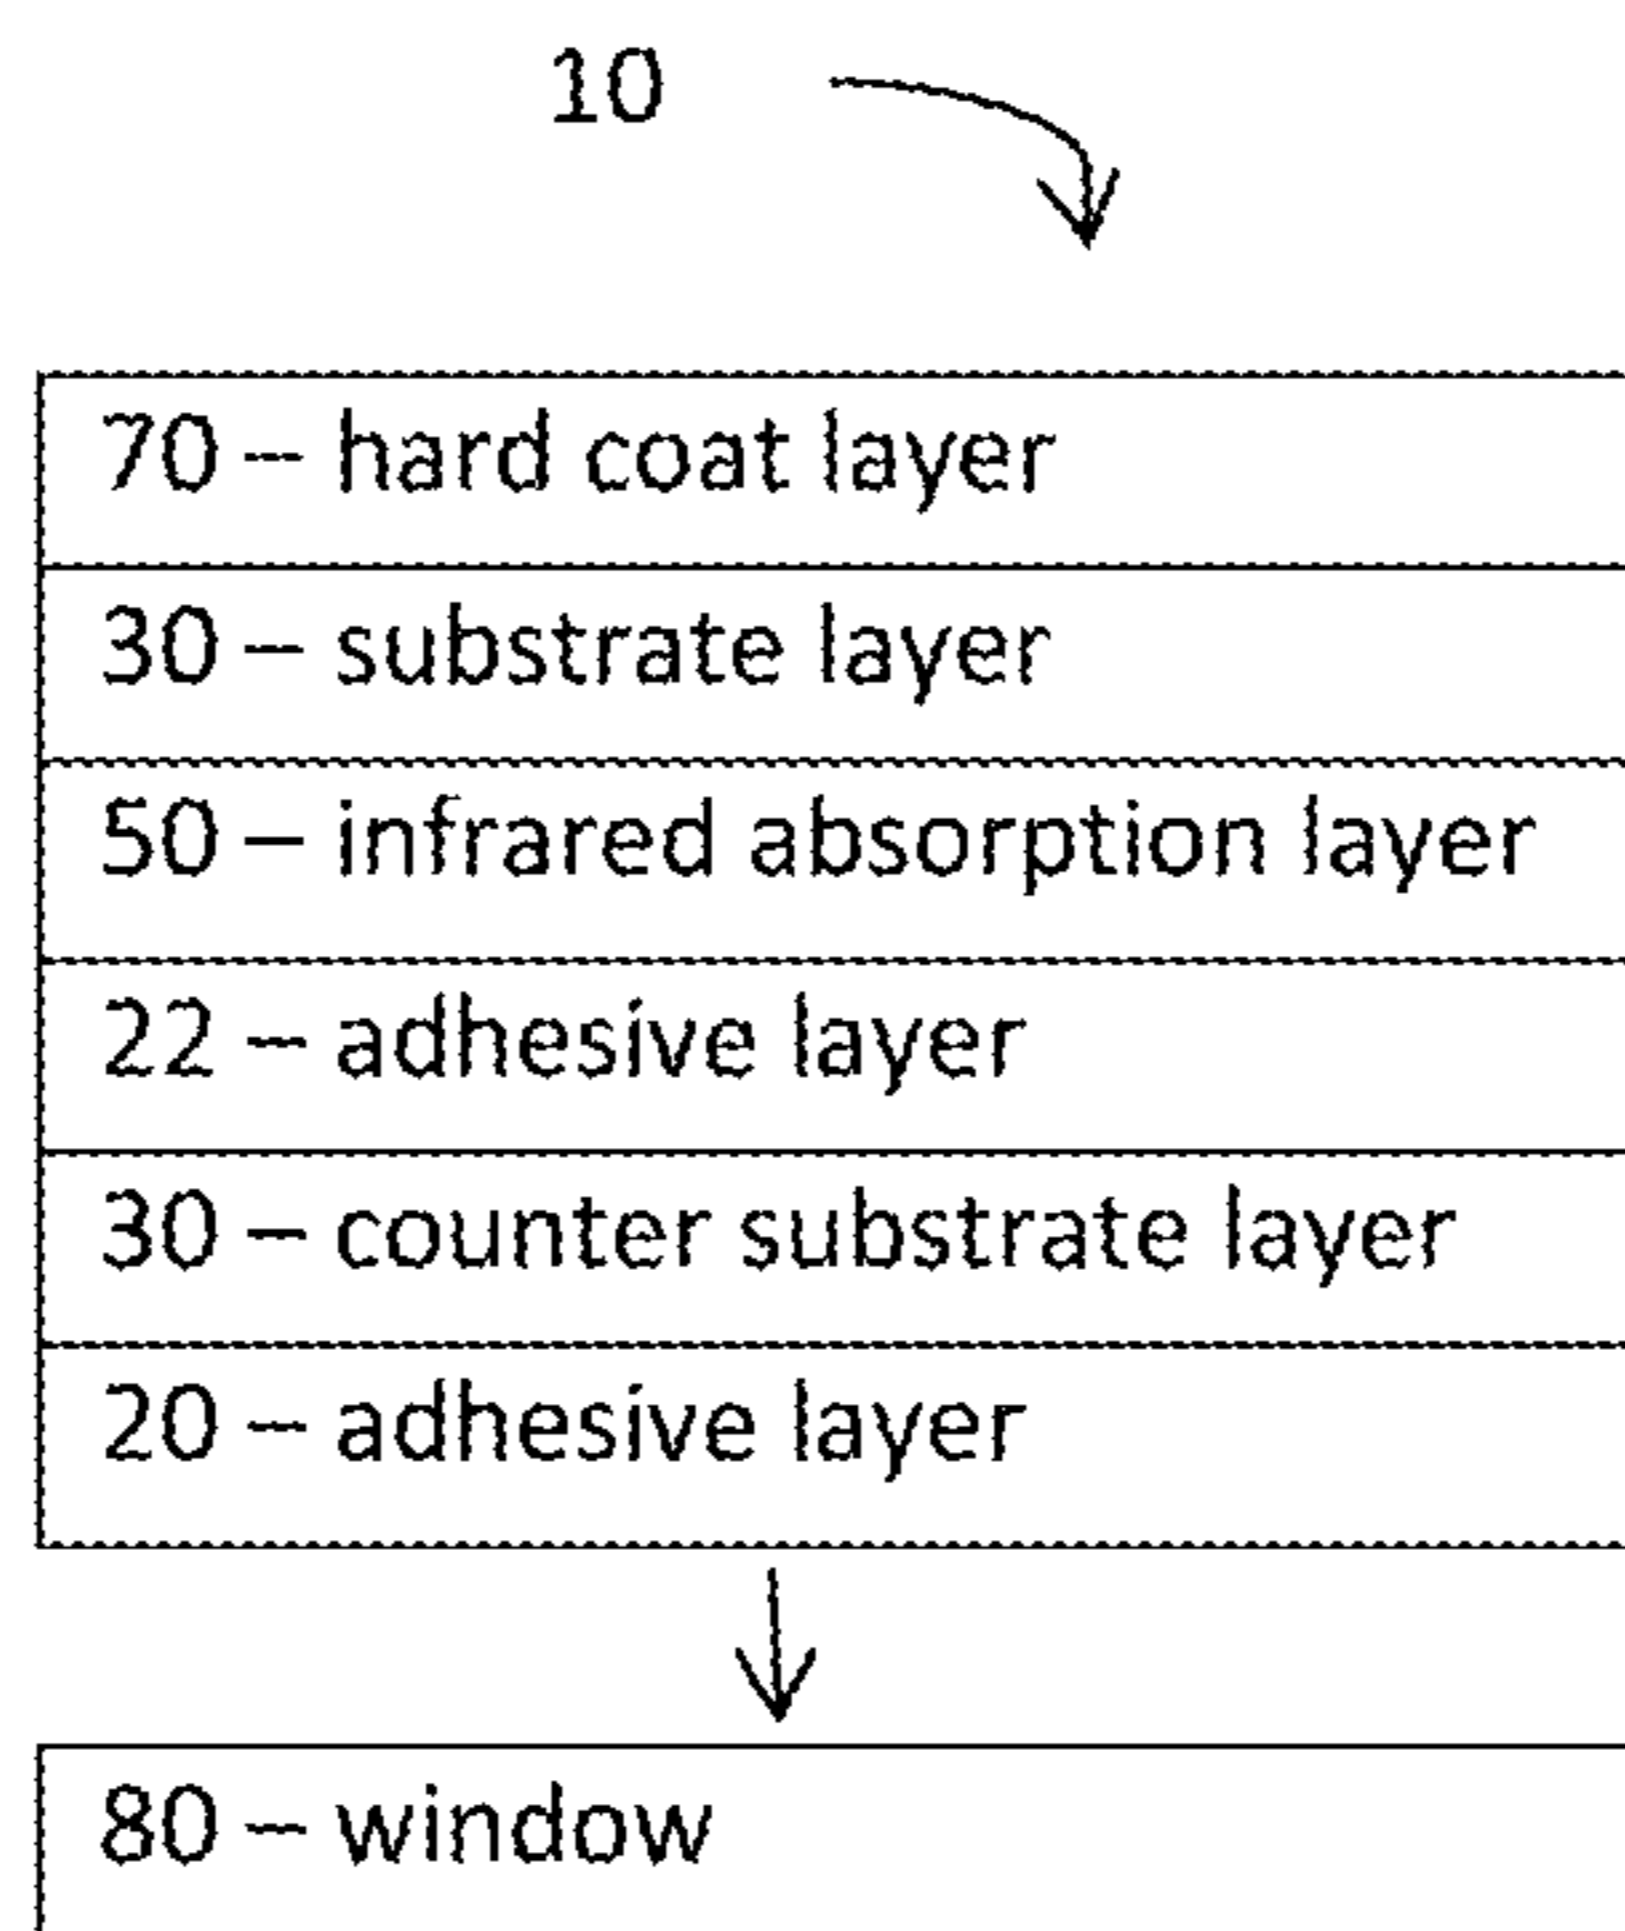 10
70 – hard coat layer
30 – substrate layer
50 – infrared absorption layer
22 – adhesive layer
30 – counter substrate layer
20 – adhesive layer
80 – window